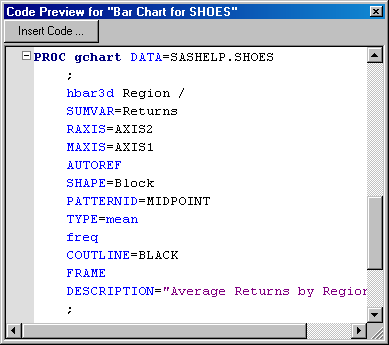 Code Preview for "Bar Chart for SHOES"
Insert Code ...
PROC gchart DATA=SASHELP.SHOES
;
hbar3d Region /
SUMVAR=Returns
RAXIS=AXIS2
MAXIS=AXIS1
AUTOREF
SHAPE=Block
PATTERNID=MIDPOINT
TYPE=mean
freq
COUTLINE=BLACK
FRAME
DESCRIPTION="Average Returns by Region
;